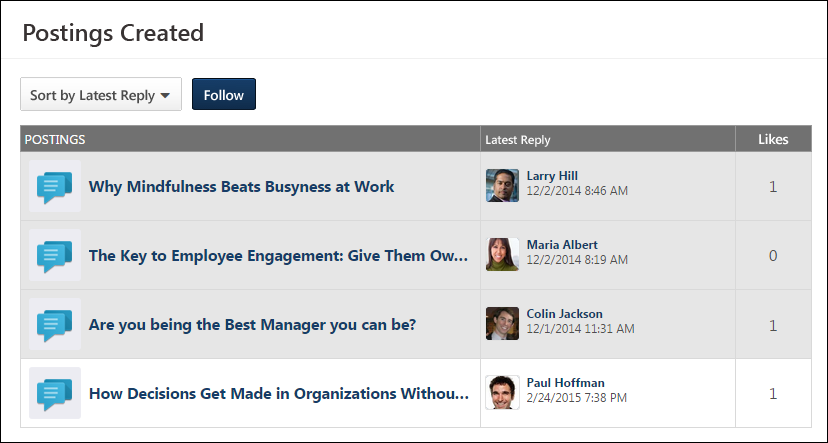 Postings Created
Sort by Latest Reply
Follow
POSTINGS Latest Reply Likes
Why Mindfulness Beats Busyness at Work
Larry Hill
12/2/2014 8:46 AM
1
The Key to Employee Engagement: Give Them Ow...
Maria Albert
12/2/2014 8:19 AM
0
Are you being the Best Manager you can be?
Colin Jackson
12/1/2014 11:31 AM
1
How Decisions Get Made in Organizations Withou...
Paul Hoffman
2/24/2015 7:38 PM
1